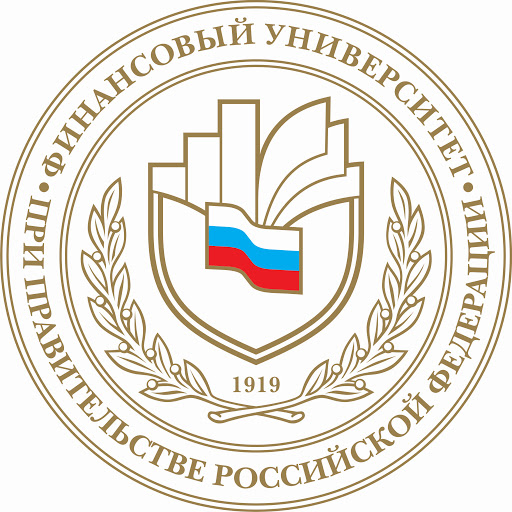 ФИНАНСОВЫЙ УНИВЕРСИТЕТ
• ПРИ ПРАВИТЕЛЬСТВЕ РОССИЙСКОЙ ФЕДЕРАЦИИ •
1919